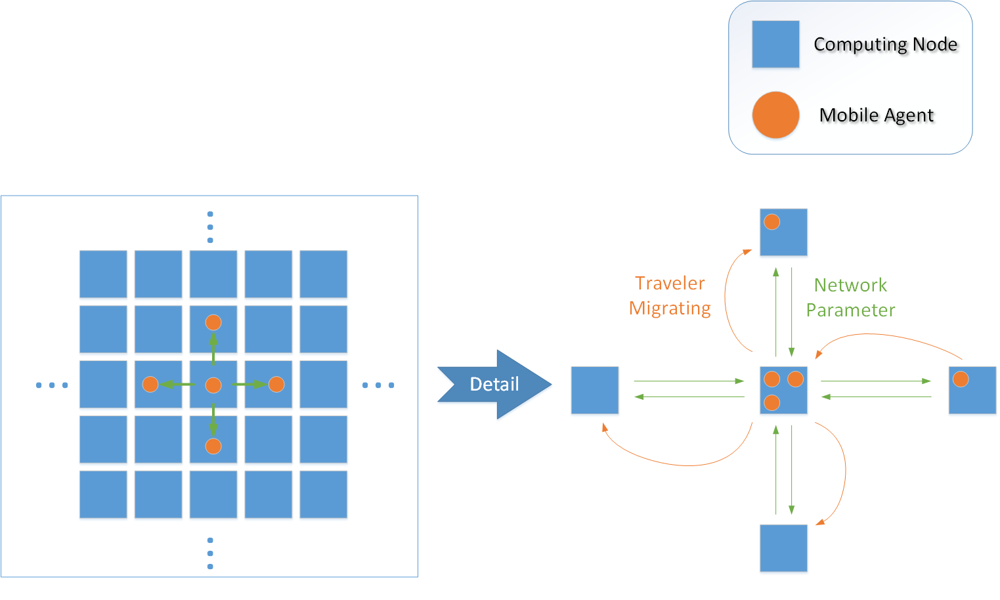 Computing Node
Mobile Agent
Traveler
Migrating
Network
Parameter
Detail